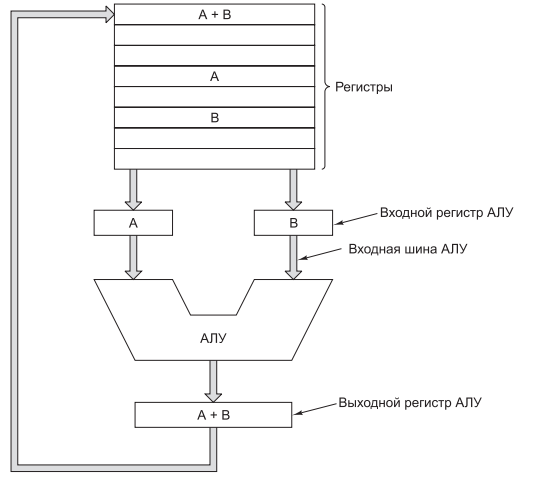 A + B
A
Регистры
B
A
B
Входной регистр АЛУ
Входная шина АЛУ
АЛУ
A + B
Выходной регистр АЛУ